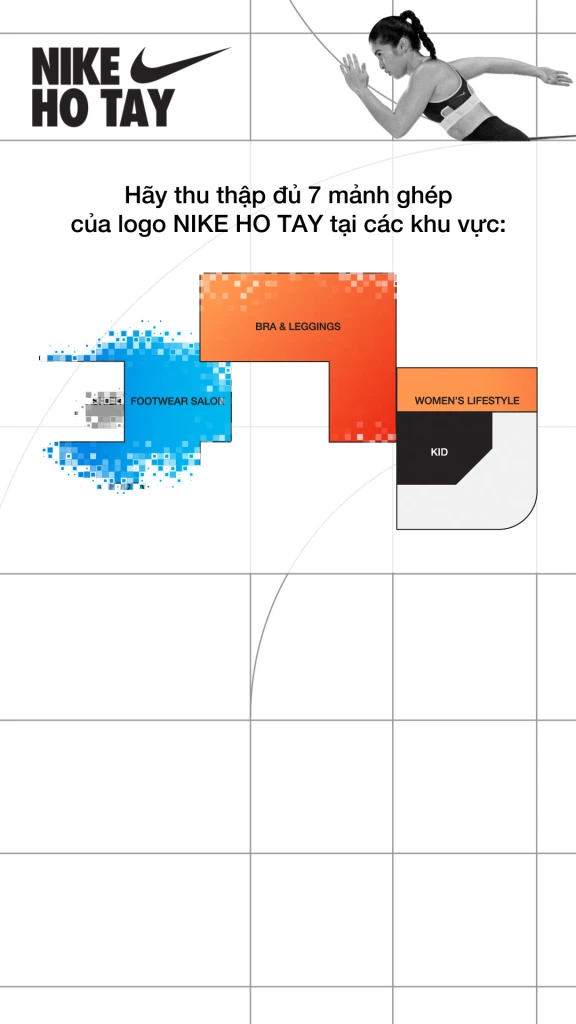 NIKE
HO TAY
Hãy thu thập đủ 7 mảnh ghép
của logo NIKE HO TAY tại các khu vực:
BRA & LEGGINGS
FOOTWEAR SALON
WOMEN'S LIFESTYLE
KID